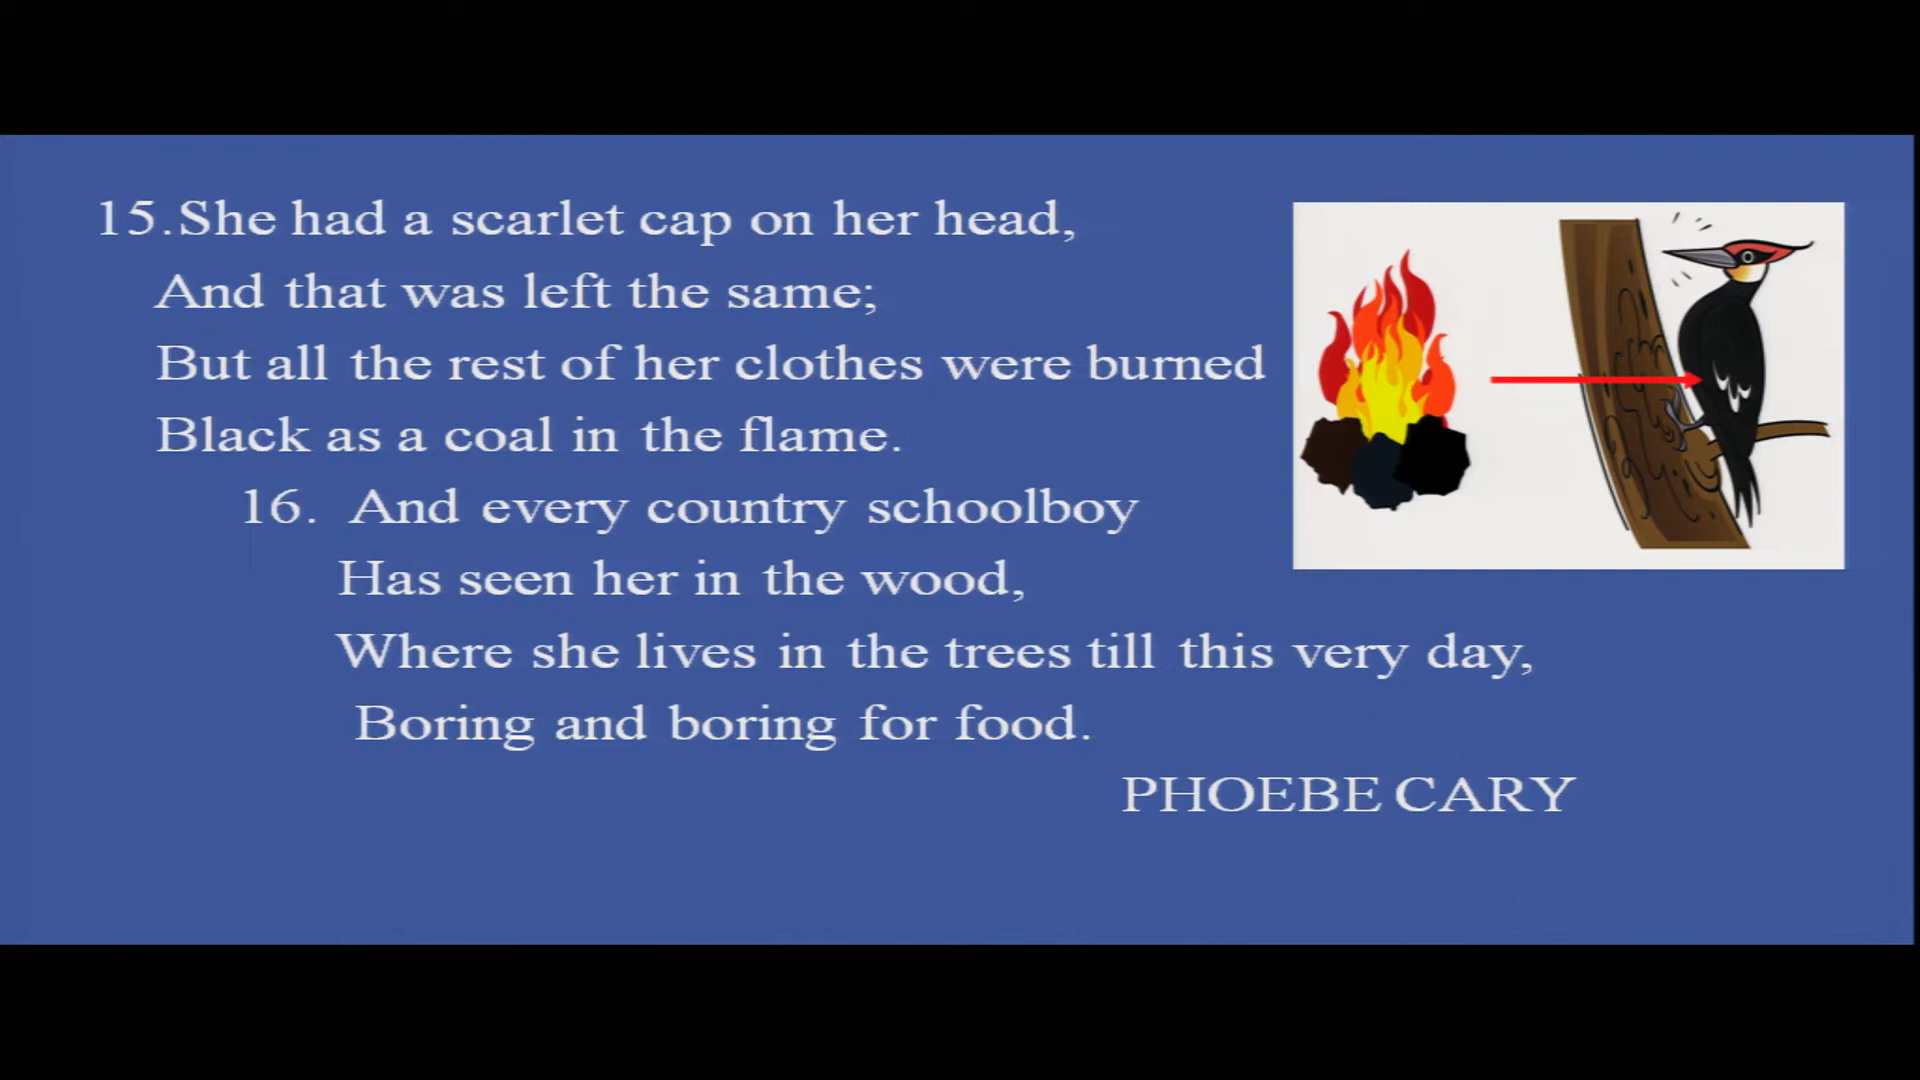 15.She had a scarlet cap on her head,
And that was left the same;
But all the rest of her clothes were burned
Black as a coal in the flame.
16. And every country schoolboy
Has seen her in the wood,
Where she lives in the trees till this very day,
Boring and boring for food.
PHOEBE CARY